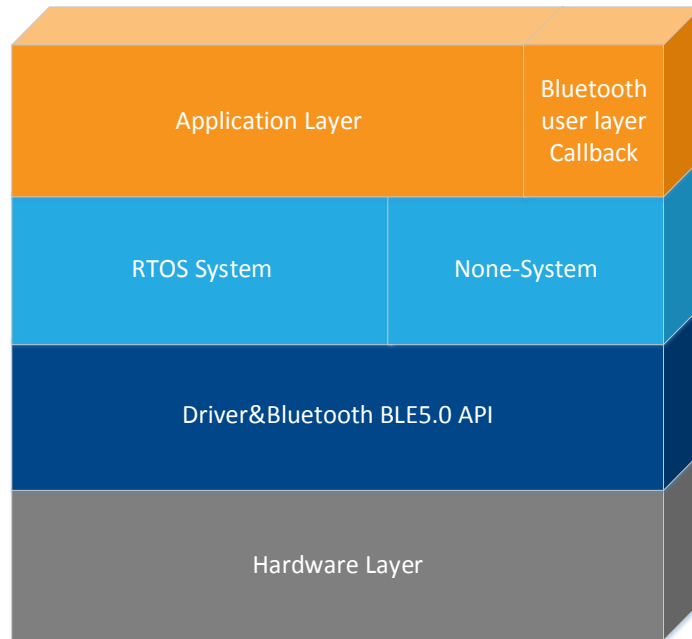 Application Layer
Bluetooth
user layer
Callback
RTOS System
None-System
Driver&Bluetooth BLE5.0 API
Hardware Layer